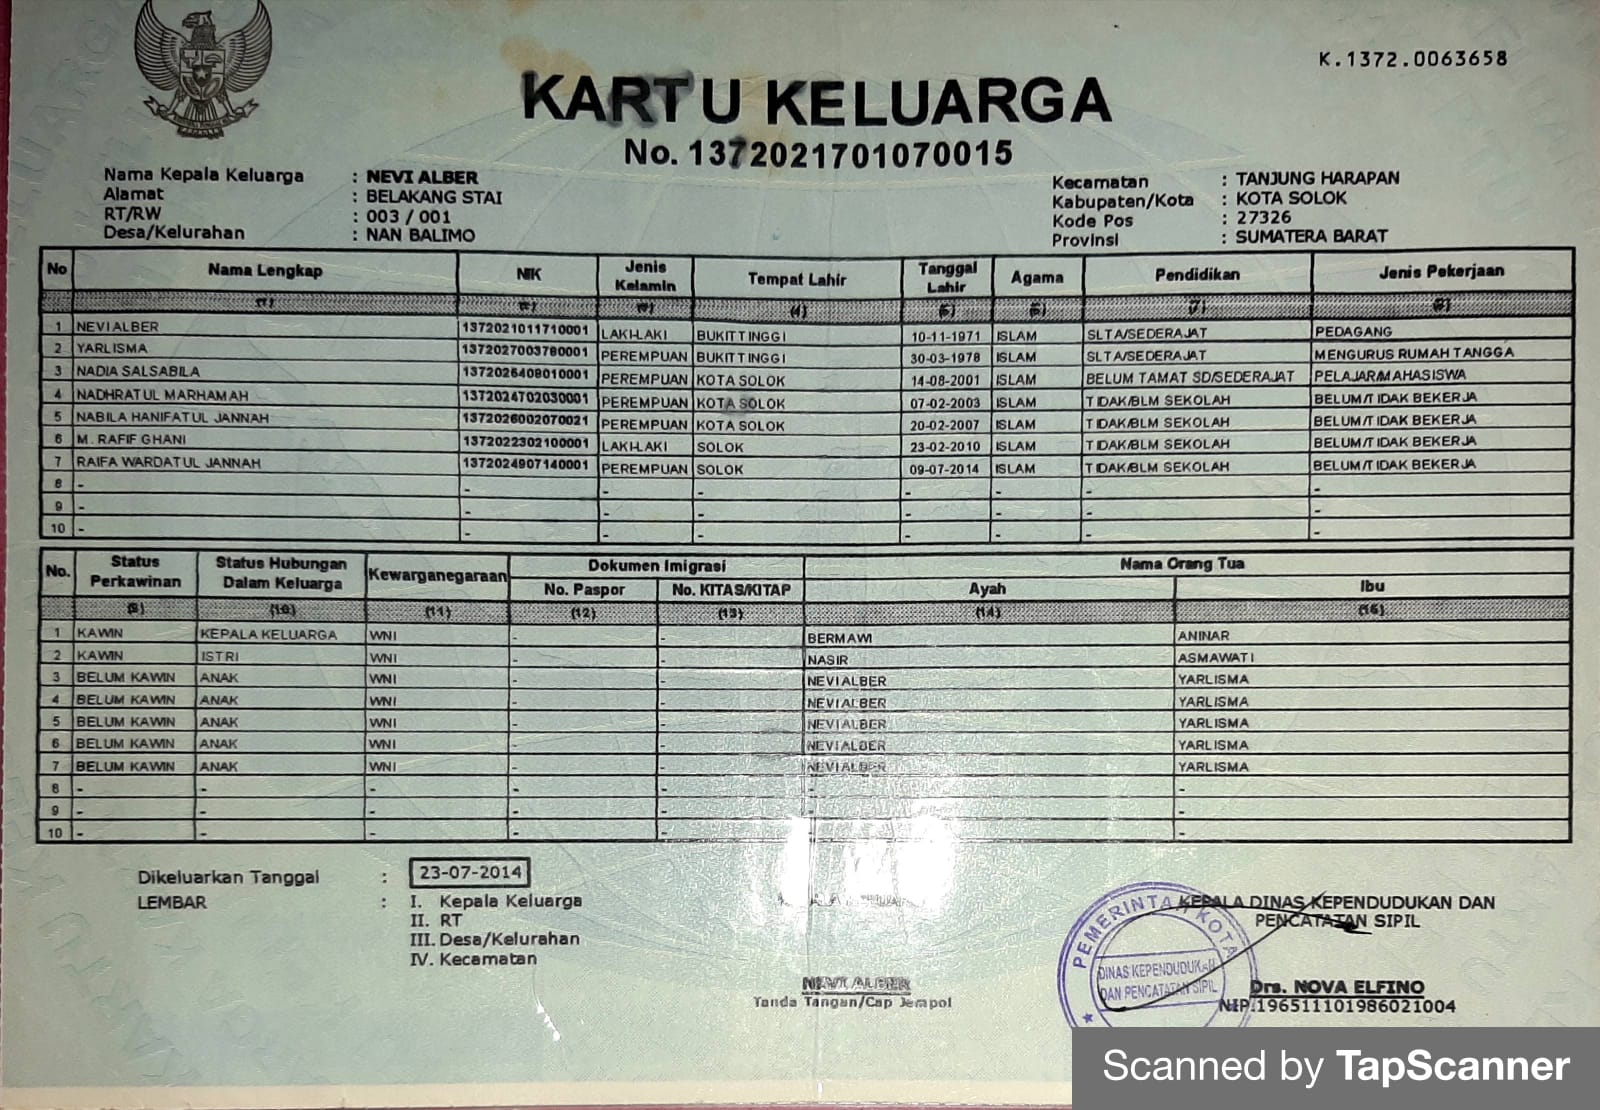 K.1372.0063658
KARTU KELUARGA
No. 1372021701070015
Nama Kepala Keluarga : NEVI ALBER
Alamat : BELAKANG STAI
RT/RW : 003 / 001
Desa/Kelurahan : NAN BALIMO
Kecamatan : TANJUNG HARAPAN
Kabupaten/Kota : KOTA SOLOK
Kode Pos : 27326
Provinsi : SUMATERA BARAT
No Nama Lengkap NIK Jenis Kelamin Tempat Lahir Tanggal Lahir Agama Pendidikan Jenis Pekerjaan
(1) (2) (3) (4) (5) (6) (7) (8)
1 NEVI ALBER 1372021011710001 LAKI-LAKI BUKITTINGGI 10-11-1971 ISLAM SLTA/SEDERAJAT PEDAGANG
2 YARLISMA 1372027003780001 PEREMPUAN BUKITTINGGI 30-03-1978 ISLAM SLTA/SEDERAJAT MENGURUS RUMAH TANGGA
3 NADIA SALSABILA 1372026408010001 PEREMPUAN KOTA SOLOK 14-08-2001 ISLAM BELUM TAMAT SD/SEDERAJAT PELAJAR/MAHASISWA
4 NADHRATUL MARHAMAH 1372024702030001 PEREMPUAN KOTA SOLOK 07-02-2003 ISLAM TIDAK/BLM SEKOLAH BELUM/TIDAK BEKERJA
5 NABILA HANIFATUL JANNAH 1372026002070021 PEREMPUAN KOTA SOLOK 20-02-2007 ISLAM TIDAK/BLM SEKOLAH BELUM/TIDAK BEKERJA
6 M. RAFIF GHANI 1372022302100001 LAKI-LAKI SOLOK 23-02-2010 ISLAM TIDAK/BLM SEKOLAH BELUM/TIDAK BEKERJA
7 RAIFA WARDATUL JANNAH 1372024907140001 PEREMPUAN SOLOK 09-07-2014 ISLAM TIDAK/BLM SEKOLAH BELUM/TIDAK BEKERJA
8 - - - - - - - -
9 - - - - - - - -
10 - - - - - - - -
No. Status Perkawinan Status Hubungan Dalam Keluarga Kewarganegaraan Dokumen Imigrasi Nama Orang Tua
No. Paspor No. KITAS/KITAP Ayah Ibu
(9) (10) (11) (12) (13) (14) (15)
1 KAWIN KEPALA KELUARGA WNI - - BERMAWI ANINAR
2 KAWIN ISTRI WNI - - NASIR ASMAWATI
3 BELUM KAWIN ANAK WNI - - NEVI ALBER YARLISMA
4 BELUM KAWIN ANAK WNI - - NEVI ALBER YARLISMA
5 BELUM KAWIN ANAK WNI - - NEVI ALBER YARLISMA
6 BELUM KAWIN ANAK WNI - - NEVI ALBER YARLISMA
7 BELUM KAWIN ANAK WNI - - NEVI ALBER YARLISMA
8 - - - - - - -
9 - - - - - - -
10 - - - - - - -
Dikeluarkan Tanggal : 23-07-2014
LEMBAR : I. Kepala Keluarga
II. RT
III. Desa/Kelurahan
IV. Kecamatan
NEVI ALBER
Tanda Tangan/Cap Jempol
KEPALA DINAS KEPENDUDUKAN DAN
PENCATATAN SIPIL
PEMERINTAH KOTA
DINAS KEPENDUDUKAN
DAN PENCATATAN SIPIL
Drs. NOVA ELFINO
NIP.196511101986021004
Scanned by TapScanner